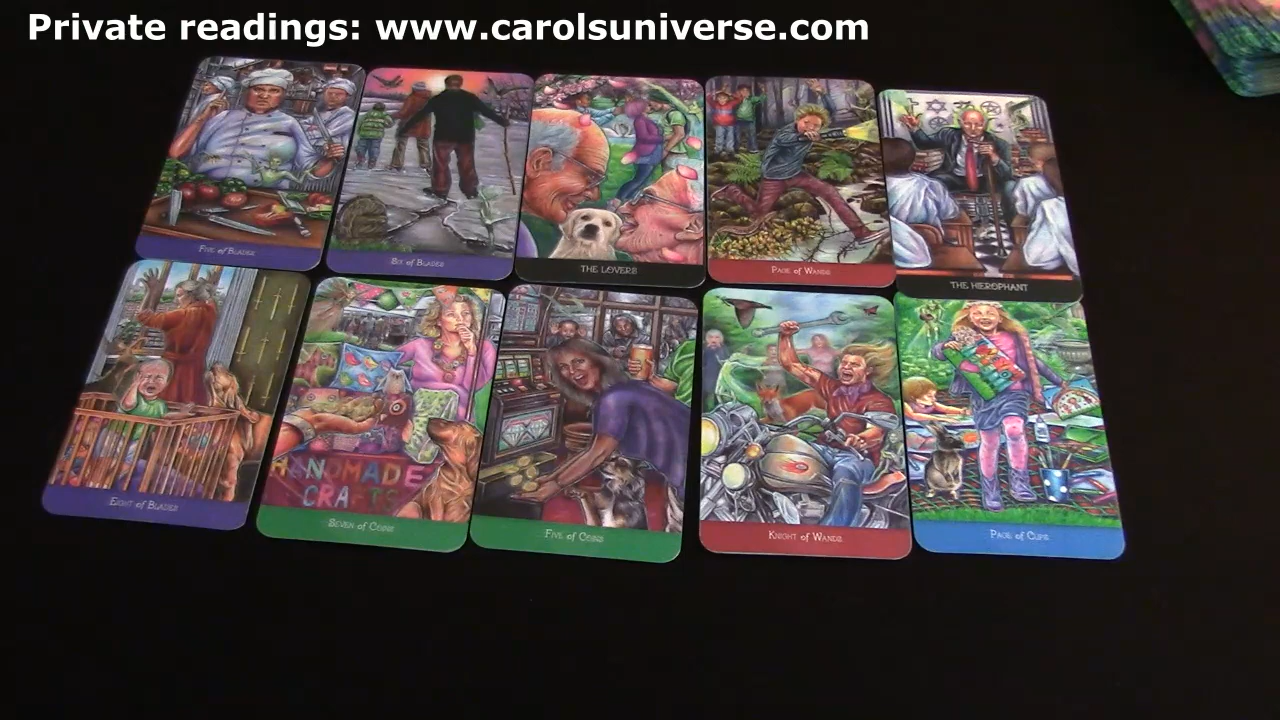 Private readings: www.carolsuniverse.com
Five of Blades
Six of Blades
THE LOVERS
Page of Wands
THE HIEROPHANT
HANDMADE
CRAFTS
Eight of Blades
Seven of Coins
Five of Coins
Knight of Wands
Page of Cups